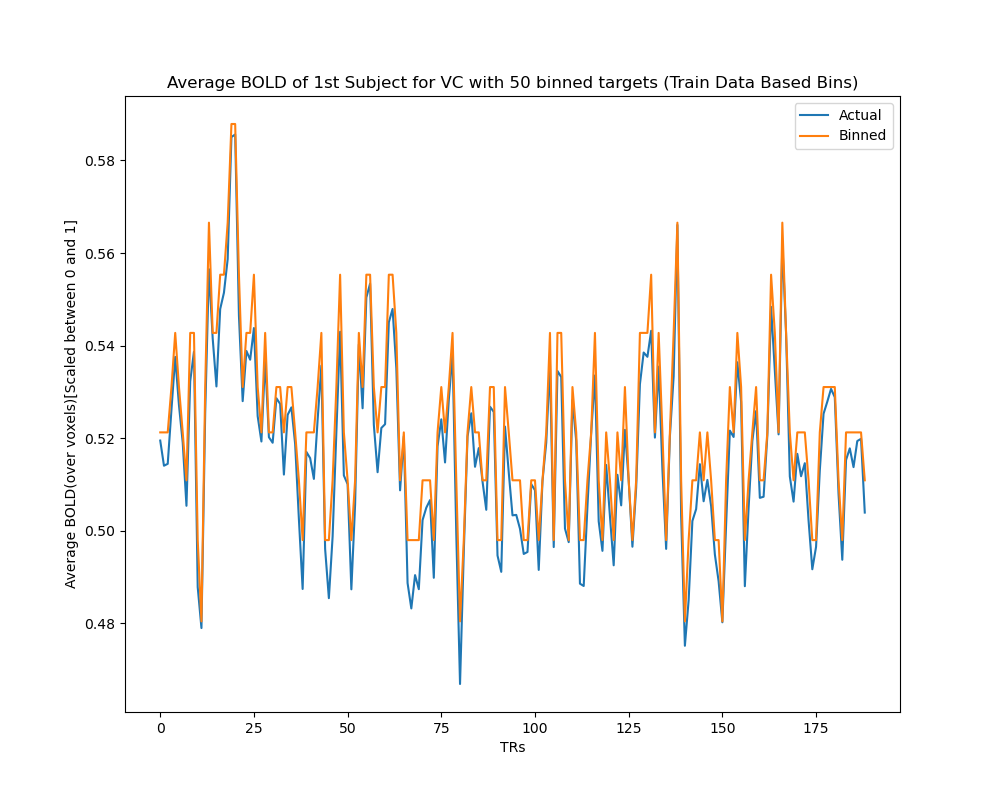 Average BOLD of 1st Subject for VC with 50 binned targets (Train Data Based Bins)
Actual
Binned
Average BOLD(over voxels)[Scaled between 0 and 1]
0.58
0.56
0.54
0.52
0.50
0.48
0 25 50 75 100 125 150 175
TRs